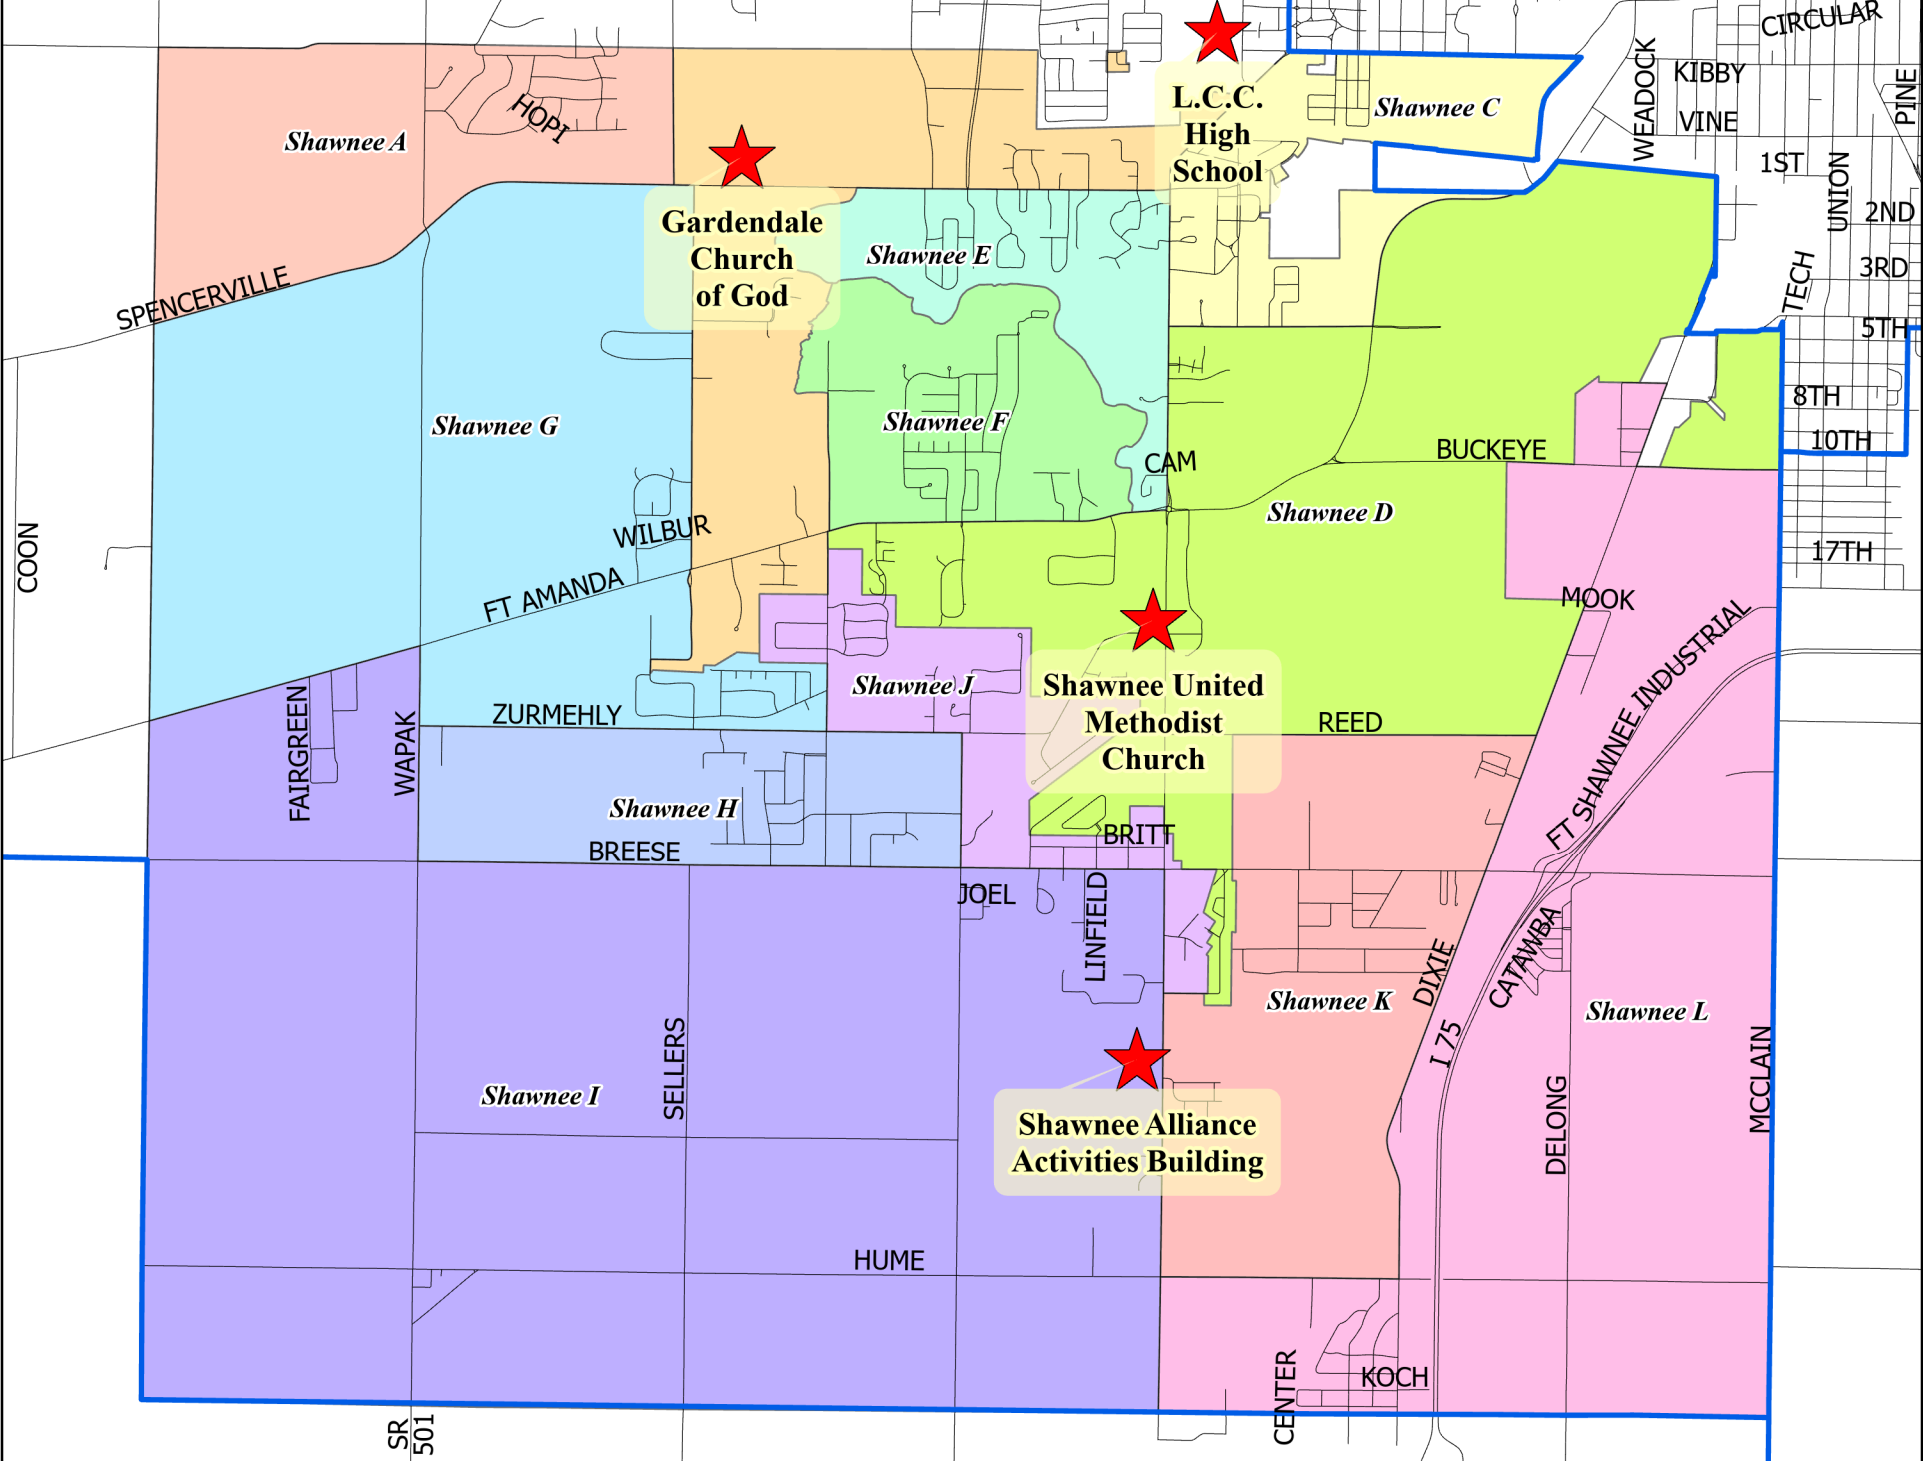 CIRCULAR
WEADOCK
KIBBY
PINE
L.C.C.
High
School
Shawnee C
HOPI
VINE
Shawnee A
1ST
UNION
2ND
Gardendale
Church
of God
Shawnee E
TECH
3RD
SPENCERVILLE
5TH
8TH
Shawnee G
Shawnee F
10TH
CAM
BUCKEYE
Shawnee D
COON
WILBUR
17TH
FT AMANDA
MOOK
FT SHAWNEE INDUSTRIAL
Shawnee J
Shawnee United
Methodist
Church
FAIRGREEN
WAPAK
ZURMEHLY
REED
Shawnee H
BRITT
BREESE
JOEL
LINFIELD
CATAWBA
DIXIE
Shawnee K
Shawnee L
I 75
SELLERS
MCCLAIN
Shawnee I
DELONG
Shawnee Alliance
Activities Building
HUME
KOCH
CENTER
SR
501